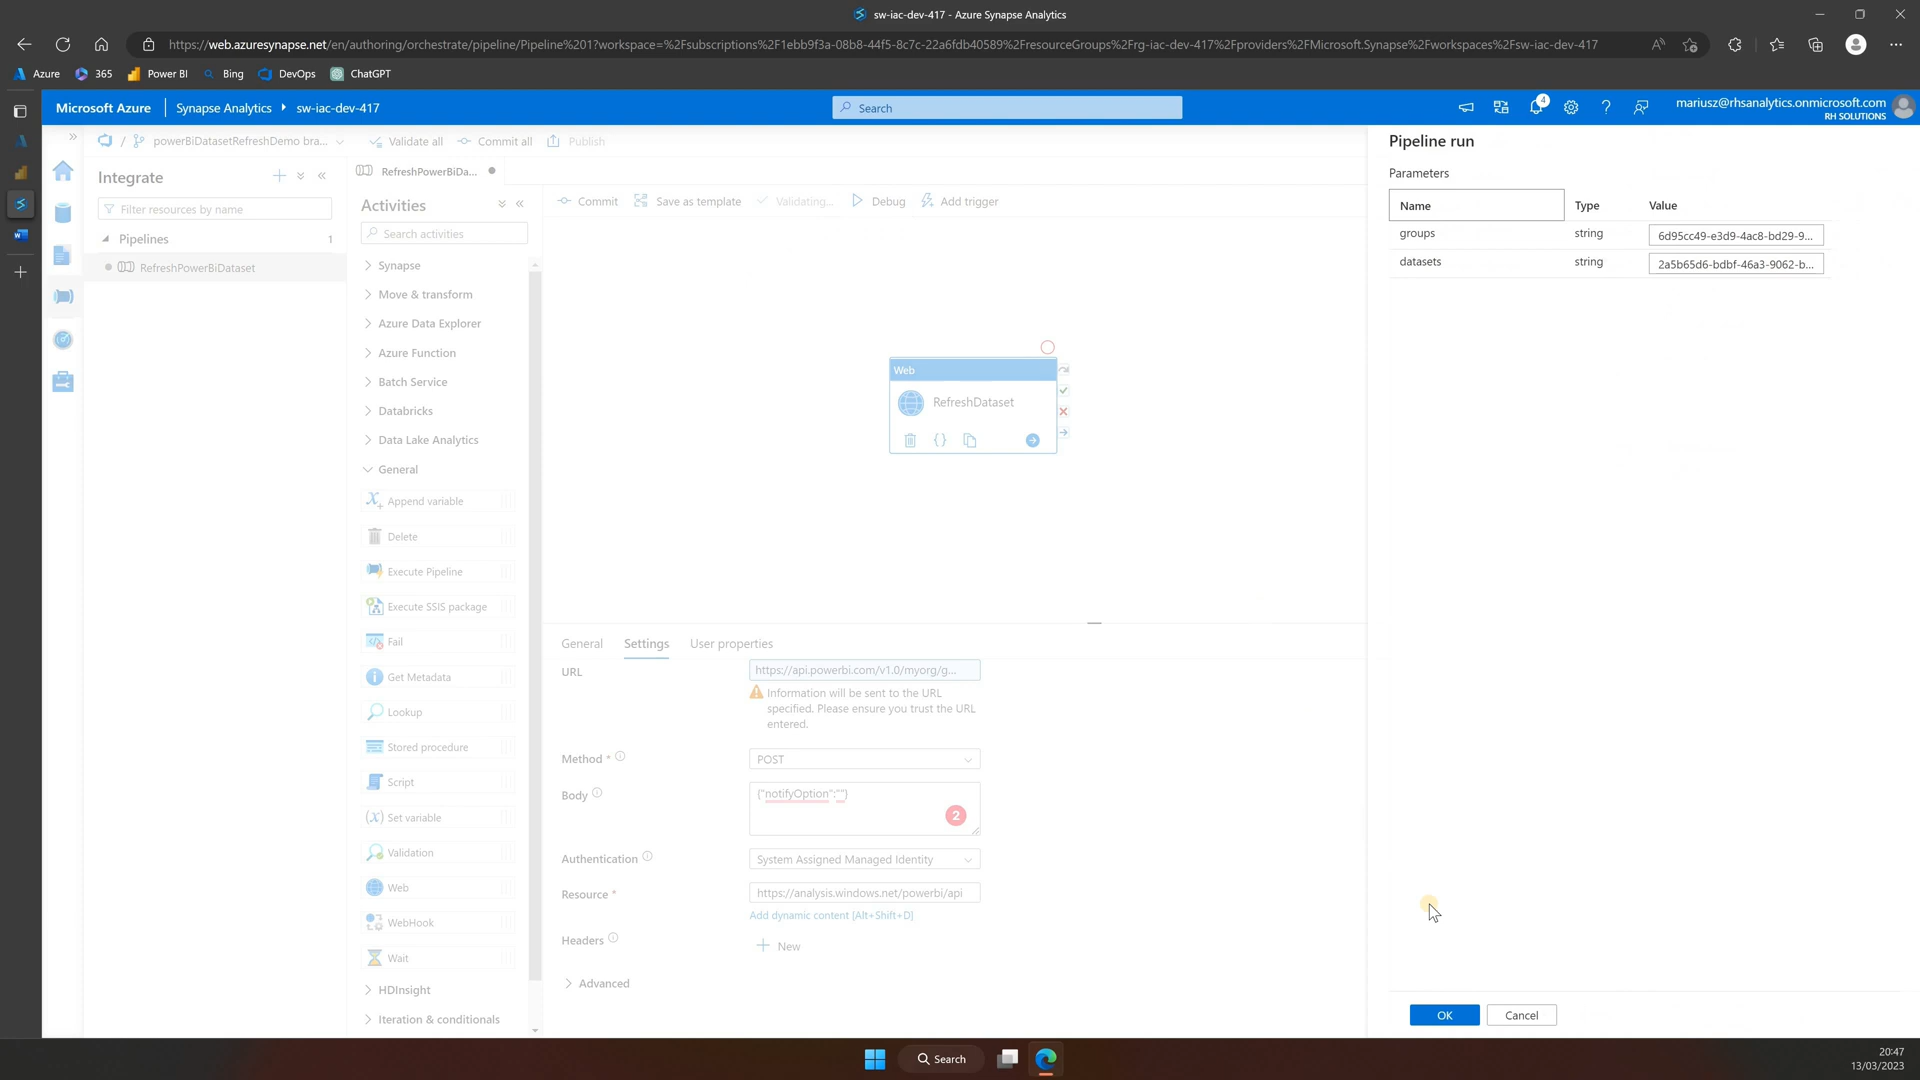 sw-iac-dev-417 - Azure Synapse Analytics
https://web.azuresynapse.net/en/authoring/orchestrate/pipeline/Pipeline%201?workspace=%2Fsubscriptions%2F1ebb9f3a-08b8-44f5-8c7c-22a6fdb40589%2FresourceGroups%2Frg-iac-dev-417%2Fproviders%2FMicrosoft.Synapse%2Fworkspaces%2Fsw-iac-dev-417
Azure
365
Power BI
Bing
DevOps
ChatGPT
Microsoft Azure
Synapse Analytics
sw-iac-dev-417
Search
4
mariusz@rhsanalytics.onmicrosoft.com
RH SOLUTIONS
/ powerBiDatasetRefreshDemo bra...
Validate all
Commit all
Publish
Integrate
Filter resources by name
Pipelines
1
RefreshPowerBiDataset
RefreshPowerBiDa...
Activities
Search activities
Synapse
Move & transform
Azure Data Explorer
Azure Function
Batch Service
Databricks
Data Lake Analytics
General
Append variable
Delete
Execute Pipeline
Execute SSIS package
Fail
Get Metadata
Lookup
Stored procedure
Script
Set variable
Validation
Web
WebHook
Wait
HDInsight
Iteration & conditionals
Commit
Save as template
Validating...
Debug
Add trigger
Web
RefreshDataset
General
Settings
User properties
URL
https://api.powerbi.com/v1.0/myorg/g...
Information will be sent to the URL
specified. Please ensure you trust the URL
entered.
Method *
POST
Body
{"notifyOption":""}
2
Authentication
System Assigned Managed Identity
Resource *
https://analysis.windows.net/powerbi/api
Add dynamic content [Alt+Shift+D]
Headers
New
Advanced
Pipeline run
Parameters
Name Type Value
groups string 6d95cc49-e3d9-4ac8-bd29-9...
datasets string 2a5b65d6-bdbf-46a3-9062-b...
OK
Cancel
Search
20:47
13/03/2023